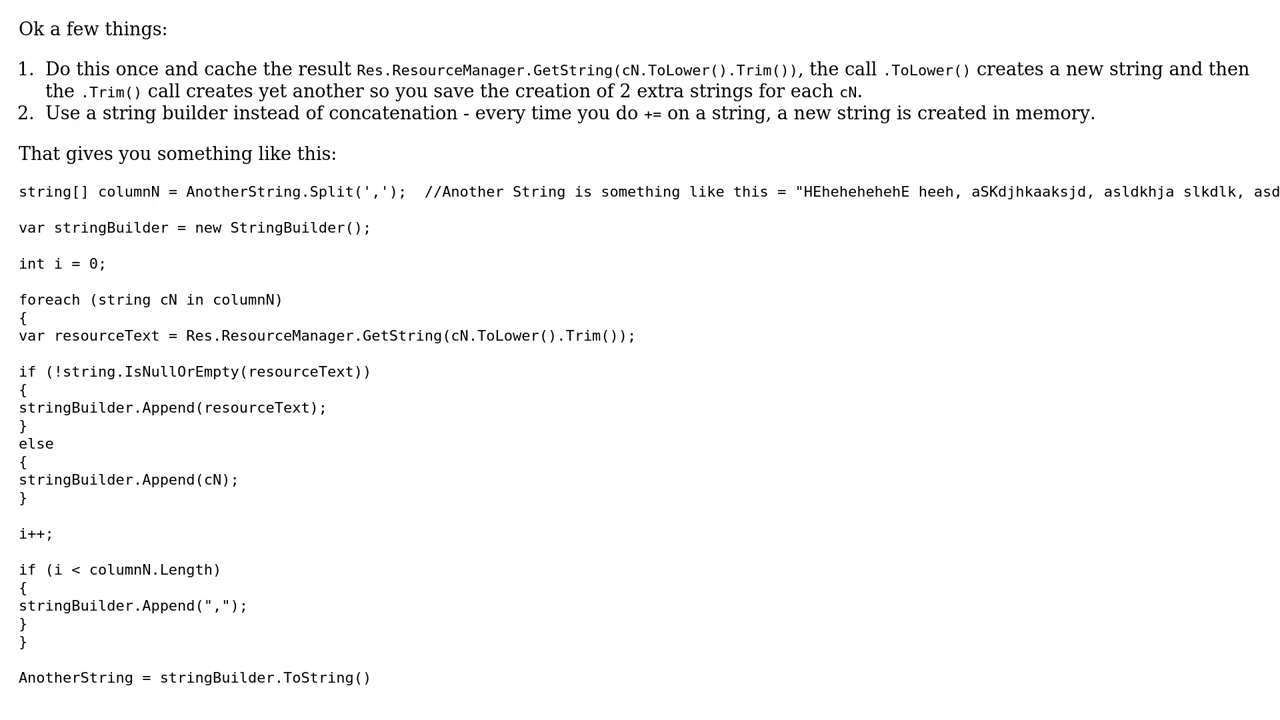 Ok a few things:
1. Do this once and cache the result Res.ResourceManager.GetString(cN.ToLower().Trim()), the call .ToLower() creates a new string and then
the .Trim() call creates yet another so you save the creation of 2 extra strings for each cN.
2. Use a string builder instead of concatenation - every time you do += on a string, a new string is created in memory.
That gives you something like this:
string[] columnN = AnotherString.Split(',');  //Another String is something like this = "HEhehehehehE heeh, aSKdjhkaaksjd, asldkhja slkdlk, asd
var stringBuilder = new StringBuilder();
int i = 0;
foreach (string cN in columnN)
{
var resourceText = Res.ResourceManager.GetString(cN.ToLower().Trim());
if (!string.IsNullOrEmpty(resourceText))
{
stringBuilder.Append(resourceText);
}
else
{
stringBuilder.Append(cN);
}
i++;
if (i < columnN.Length)
{
stringBuilder.Append(",");
}
}
AnotherString = stringBuilder.ToString()